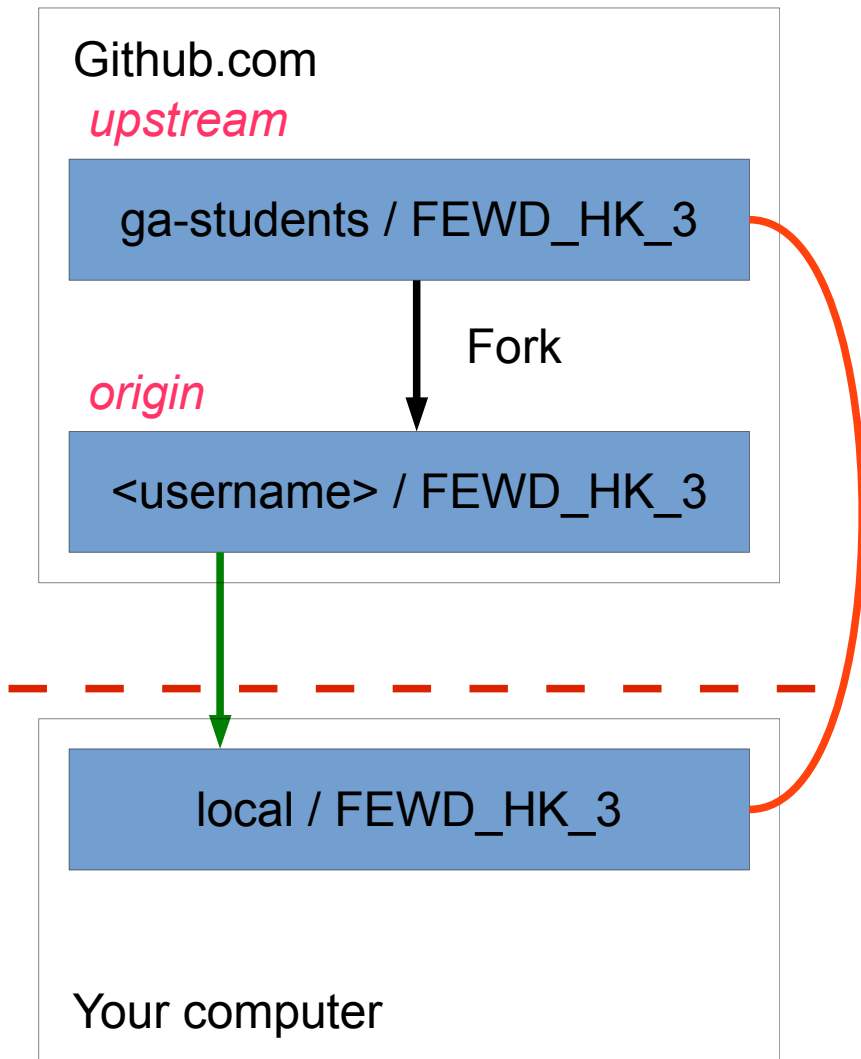 Github.com
upstream
ga-students / FEWD_HK_3
Fork
origin
<username> / FEWD_HK_3
local / FEWD_HK_3
Your computer